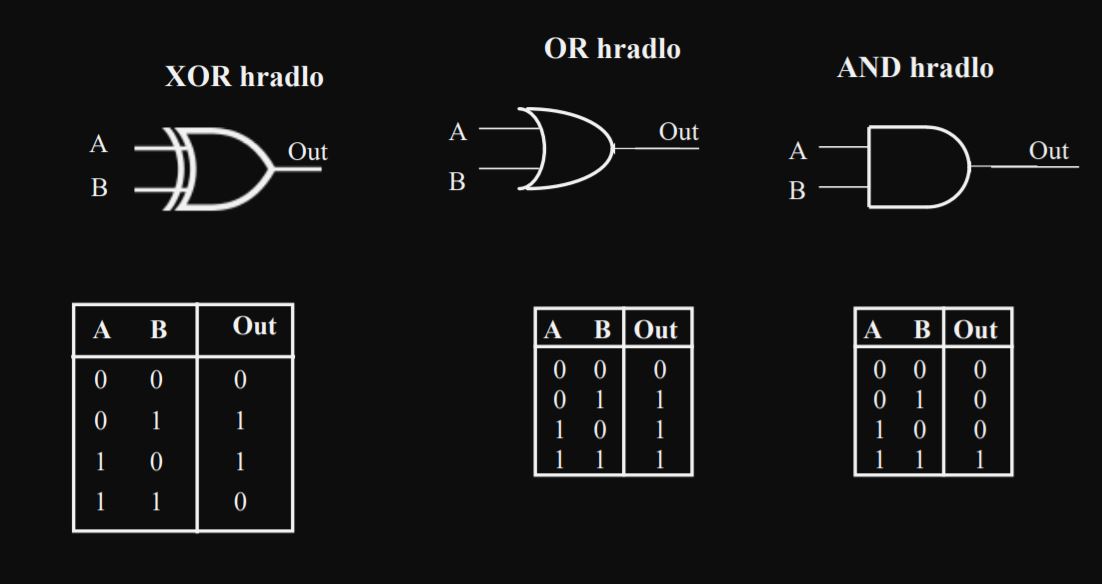 XOR hradlo
A
B
Out
A B Out
0 0 0
0 1 1
1 0 1
1 1 0
OR hradlo
A
B
Out
A B Out
0 0 0
0 1 1
1 0 1
1 1 1
AND hradlo
A
B
Out
A B Out
0 0 0
0 1 0
1 0 0
1 1 1